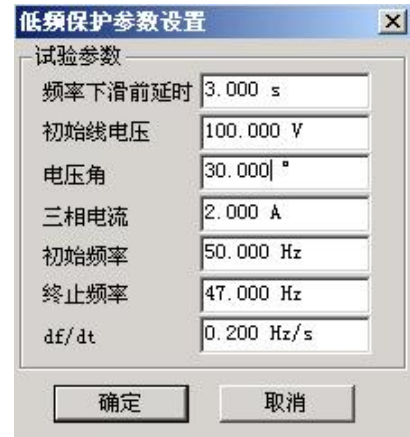 低频保护参数设置
试验参数
频率下滑前延时 3.000 s
初始线电压 100.000 V
电压角 30.000 °
三相电流 2.000 A
初始频率 50.000 Hz
终止频率 47.000 Hz
df/dt 0.200 Hz/s
确定 取消